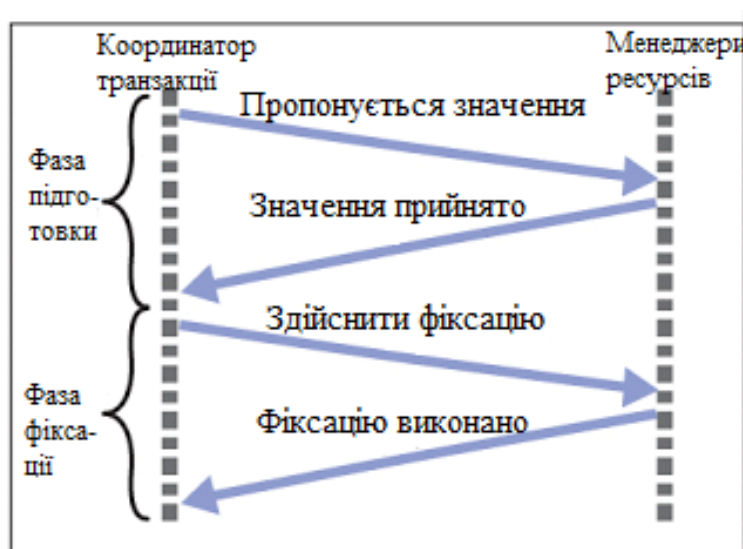 Координатор
транзакції
Менеджери
ресурсів
Пропонується значення
Фаза
підго-
товки
Значення прийнято
Здійснити фіксацію
Фаза
фікса-
ції
Фіксацію виконано